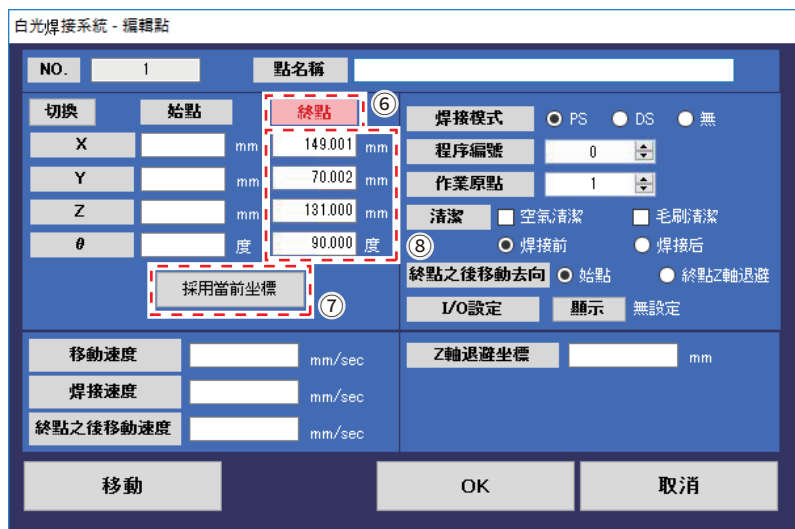 白光焊接系統 - 編輯點
NO. 1 點名稱
切換 始點 終點 ⑥
X mm 149.001 mm
Y mm 70.002 mm
Z mm 131.000 mm
θ 度 90.000 度 ⑧
採用當前坐標 ⑦
焊接模式 PS DS 無
程序編號 0
作業原點 1
清潔 空氣清潔 毛刷清潔
焊接前 焊接后
終點之後移動去向 始點 終點Z軸退避
I/O設定 顯示 無設定
移動速度 mm/sec
焊接速度 mm/sec
終點之後移動速度 mm/sec
Z軸退避坐標 mm
移動 OK 取消